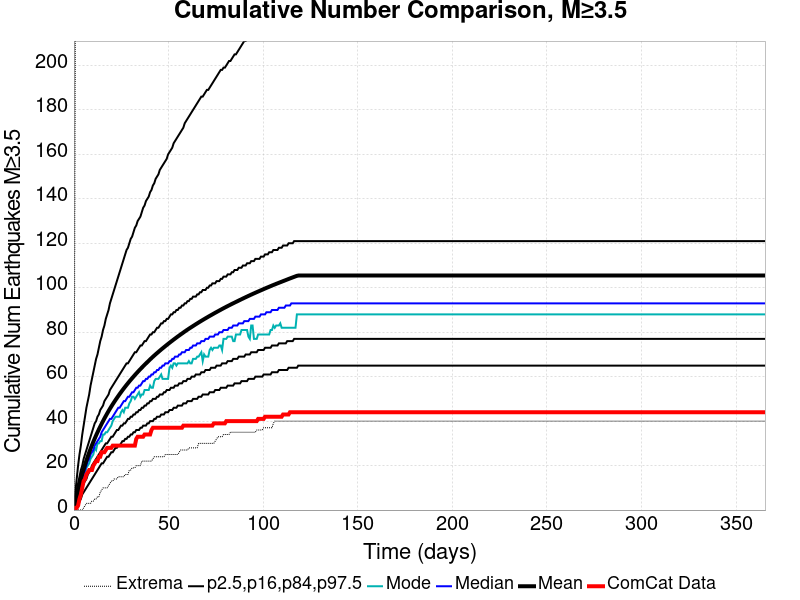 Cumulative Number Comparison, M≥3.5
Cumulative Num Earthquakes M≥3.5
200
180
160
140
120
100
80
60
40
20
0
0 50 100 150 200 250 300 350
Time (days)
Extrema p2.5,p16,p84,p97.5 Mode Median Mean ComCat Data